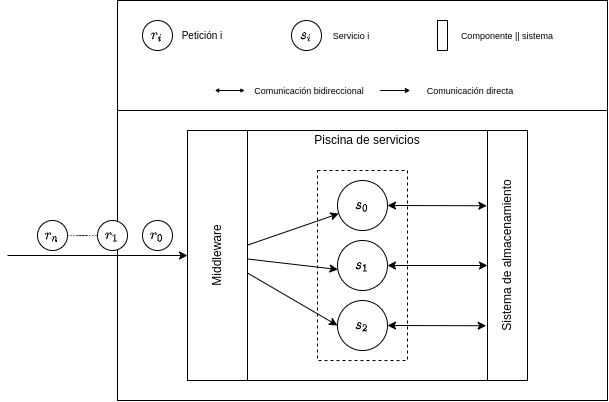 r_i Petición i s_i Servicio i Componente || sistema
Comunicación bidireccional Comunicación directa
Piscina de servicios
Middleware
Sistema de almacenamiento
r_n r_1 r_0
s_0
s_1
s_2